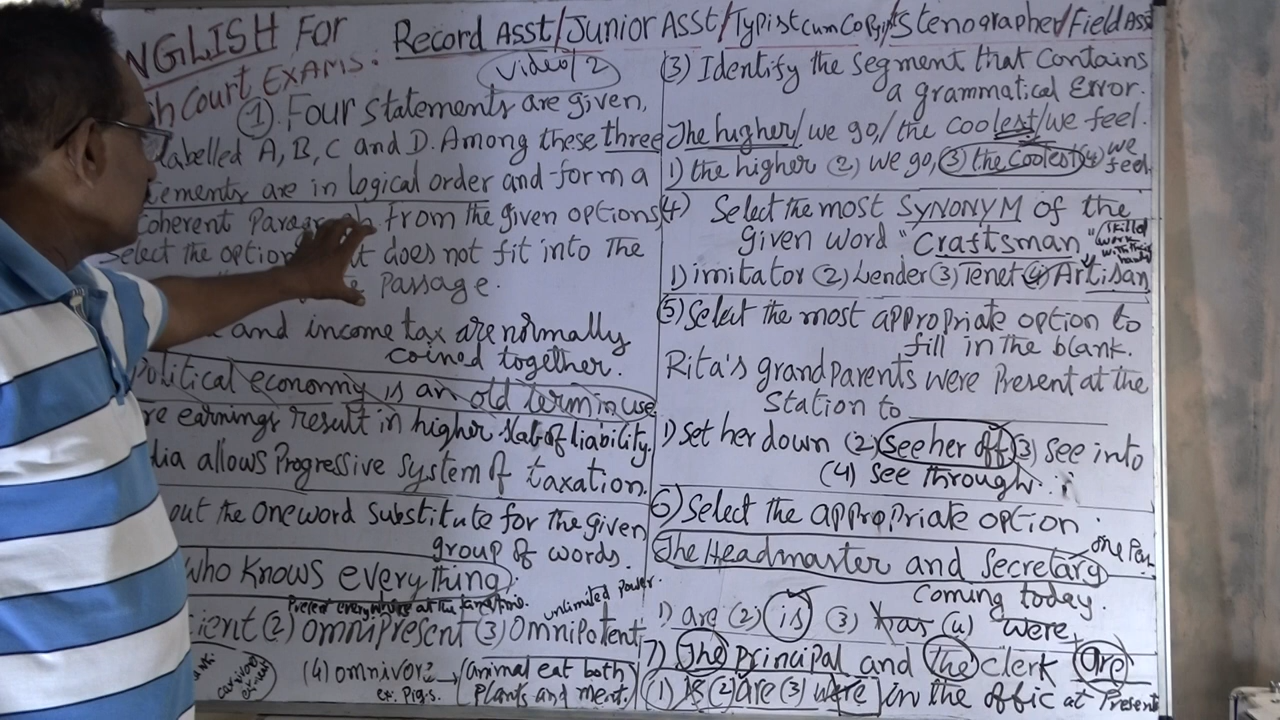 NGLISH FOR
Record Asst/Junior Asst/Typist cum Copyist/Stenographer/Field Asst
h Court EXAMS.
video/2
(1). Four statements are given,
labelled A, B, C and D. Among these three
ements are in logical order and form a
Coherent Paragraph from the given options
Select the option t does not fit into the
Passage.
and income tax are normally
coined together.
Political economy is an old term in use
re earnings result in higher slab of liability.
dia allows Progressive System of taxation.
out the oneword substitute for the given
group of words.
who knows everything.
Present everywhere at the same time.
unlimited power.
cient (2) omnipresent (3) omnipotent
(4) omnivore → (animal eat both
ex. Pigs. Plants and meat.)
(3) Identify the segment that contains
a grammatical Error.
The higher/we go/the coolest/we feel.
1) the higher (2) we go, (3) the coolest (4) we
feel
(4) Select the most SYNONYM of the
given word "Craftsman"
(skilled
work
with their
hands)
1) imitator (2) Lender (3) Tenet (4) Artisan
(5) Select the most appropriate option to
fill in the blank.
Rita's grandparents were present at the
station to
1) set her down (2) see her off (3) see into
(4) see through
6) Select the appropriate option.
The Headmaster and Secretary
one Per
Coming today.
1) are (2) is (3) has (4) were
7) The principal and the clerk are
(1) is (2) are (3) were in the offic at Present